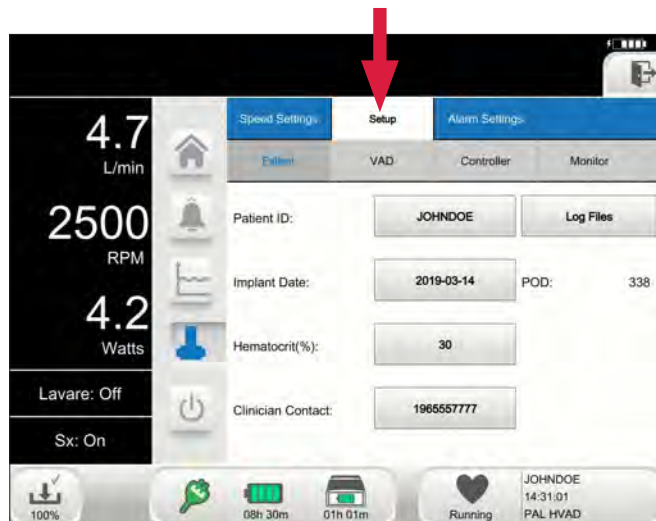 Speed Settings Setup Alarm Settings
Patient VAD Controller Monitor
4.7
L/min
2500
RPM
4.2
Watts
Lavare: Off
Sx: On
Patient ID: JOHNDOE Log Files
Implant Date: 2019-03-14 POD: 338
Hematocrit(%): 30
Clinician Contact: 1965557777
100%
08h 30m 01h 01m
Running
JOHNDOE
14:31:01
PAL HVAD